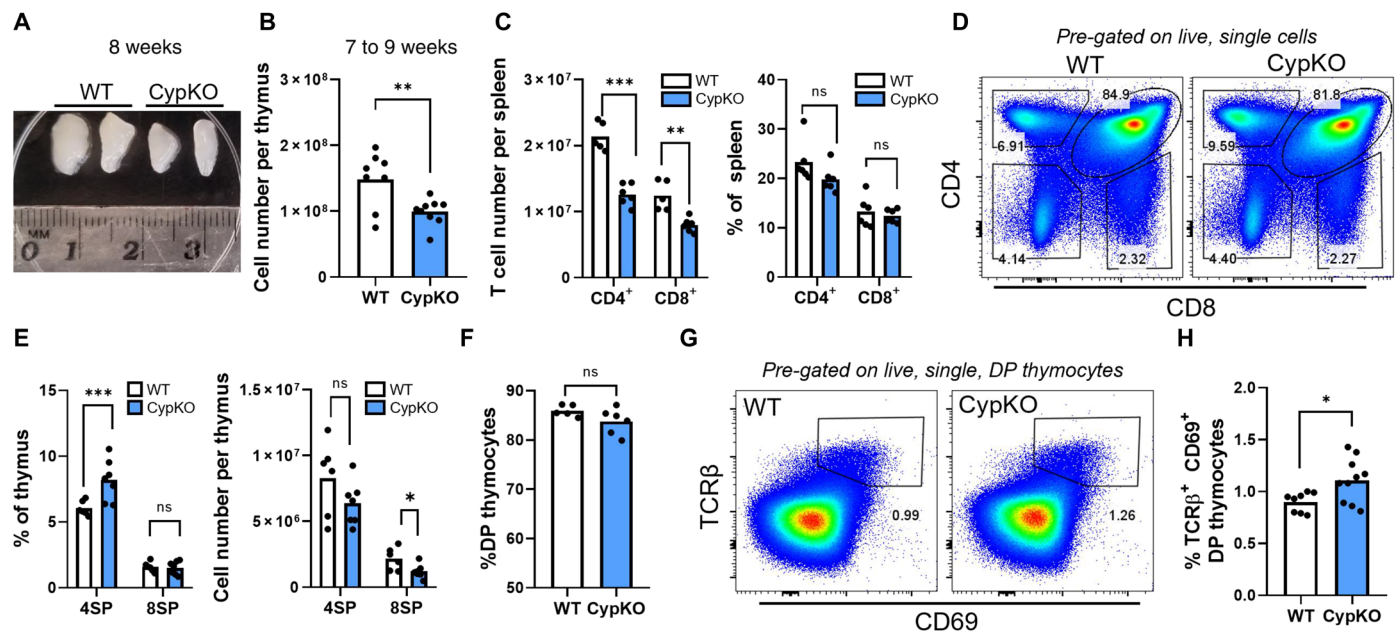 A
8 weeks
WT
CypKO
MM
0 1 2 3
B
7 to 9 weeks
Cell number per thymus
3 × 10⁸
2 × 10⁸
1 × 10⁸
0
**
WT CypKO
C
T cell number per spleen
3 × 10⁷
2 × 10⁷
1 × 10⁷
0
***
**
WT
CypKO
CD4⁺ CD8⁺
% of spleen
40
30
20
10
0
ns
ns
WT
CypKO
CD4⁺ CD8⁺
D
Pre-gated on live, single cells
WT
CypKO
CD4
84.9
6.91
4.14
2.32
81.8
9.59
4.40
2.27
CD8
E
% of thymus
15
10
5
0
***
ns
WT
CypKO
4SP 8SP
Cell number per thymus
1.5 × 10⁷
1 × 10⁷
5 × 10⁶
0
ns
*
WT
CypKO
4SP 8SP
F
%DP thymocytes
90
80
70
60
50
ns
WT CypKO
G
Pre-gated on live, single, DP thymocytes
WT
CypKO
TCRβ
0.99
1.26
CD69
H
% TCRβ⁺ CD69⁺
DP thymocytes
2.0
1.5
1.0
0.5
0.0
*
WT CypKO